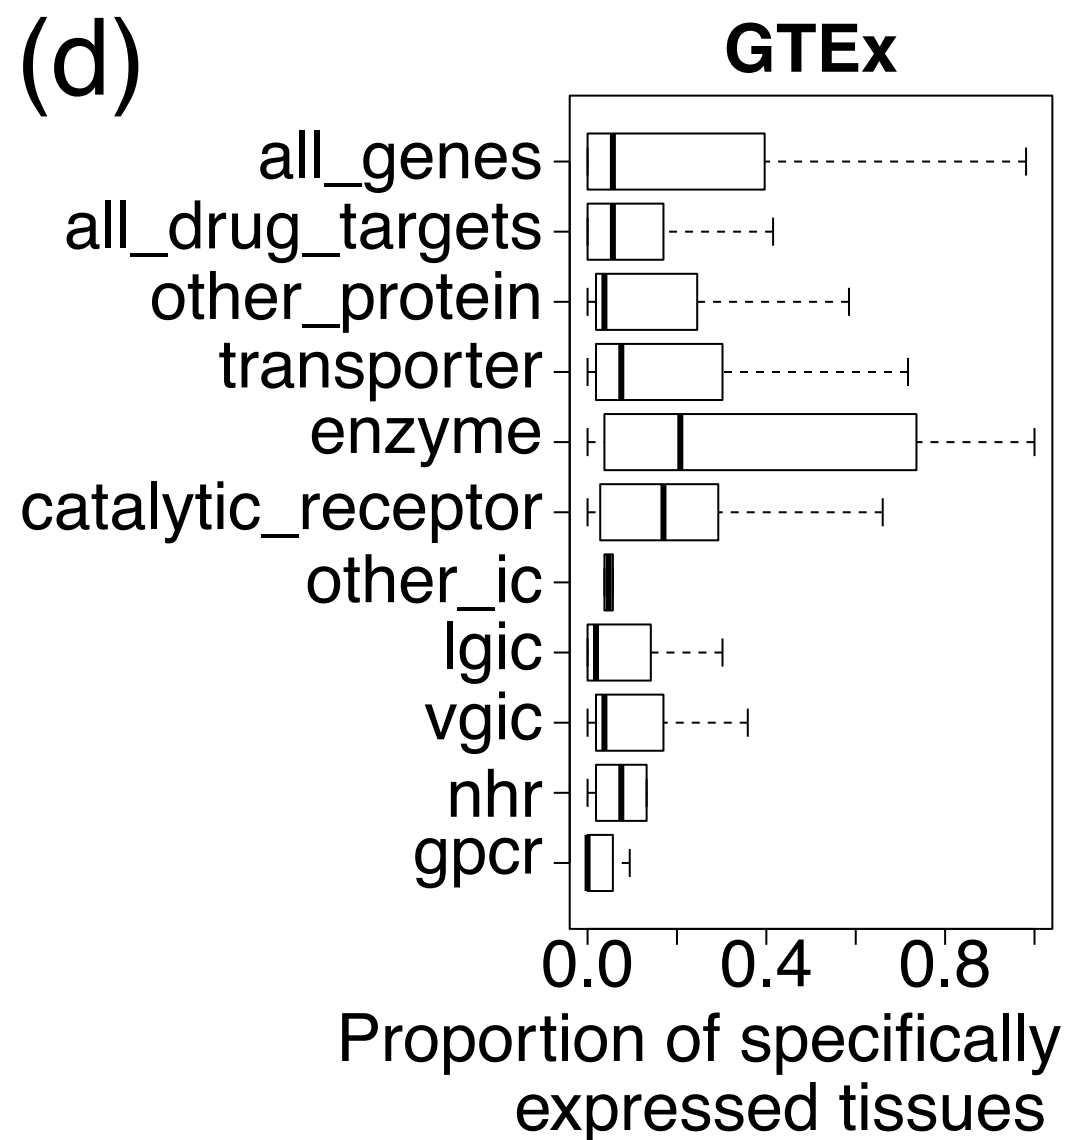 (d)
GTEx
all_genes
all_drug_targets
other_protein
transporter
enzyme
catalytic_receptor
other_ic
lgic
vgic
nhr
gpcr
0.0 0.4 0.8
Proportion of specifically
expressed tissues